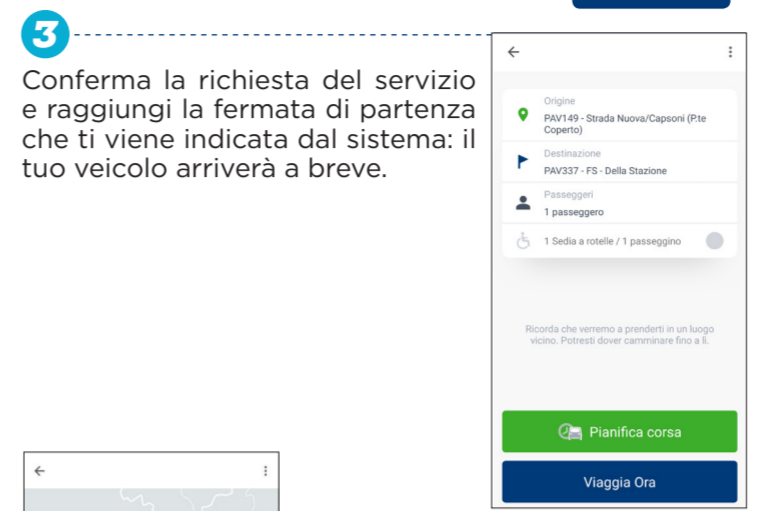 3
Conferma la richiesta del servizio
e raggiungi la fermata di partenza
che ti viene indicata dal sistema: il
tuo veicolo arriverà a breve.
Origine
PAV149 - Strada Nuova/Capsoni (P.te
Coperto)
Destinazione
PAV337 - FS - Della Stazione
Passeggeri
1 passeggero
1 Sedia a rotelle / 1 passeggino
Ricorda che verremo a prenderti in un luogo
vicino. Potresti dover camminare fino a lì.
Pianifica corsa
Viaggia Ora